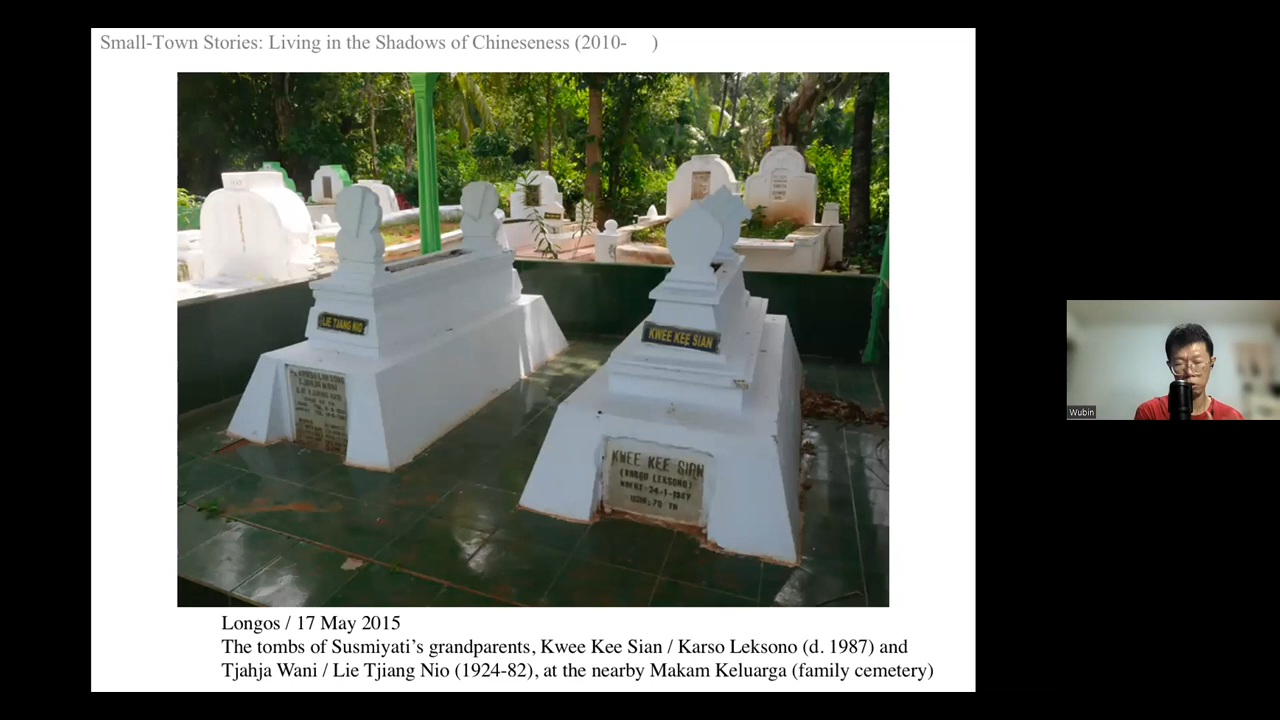 Small-Town Stories: Living in the Shadows of Chineseness (2010- )
LIE TJIANG NIO
KWEE KEE SIAN
KWEE KEE SIAN
(KARSO LEKSONO)
Longos / 17 May 2015
The tombs of Susmiyati’s grandparents, Kwee Kee Sian / Karso Leksono (d. 1987) and
Tjahja Wani / Lie Tjiang Nio (1924-82), at the nearby Makam Keluarga (family cemetery)
Wubin